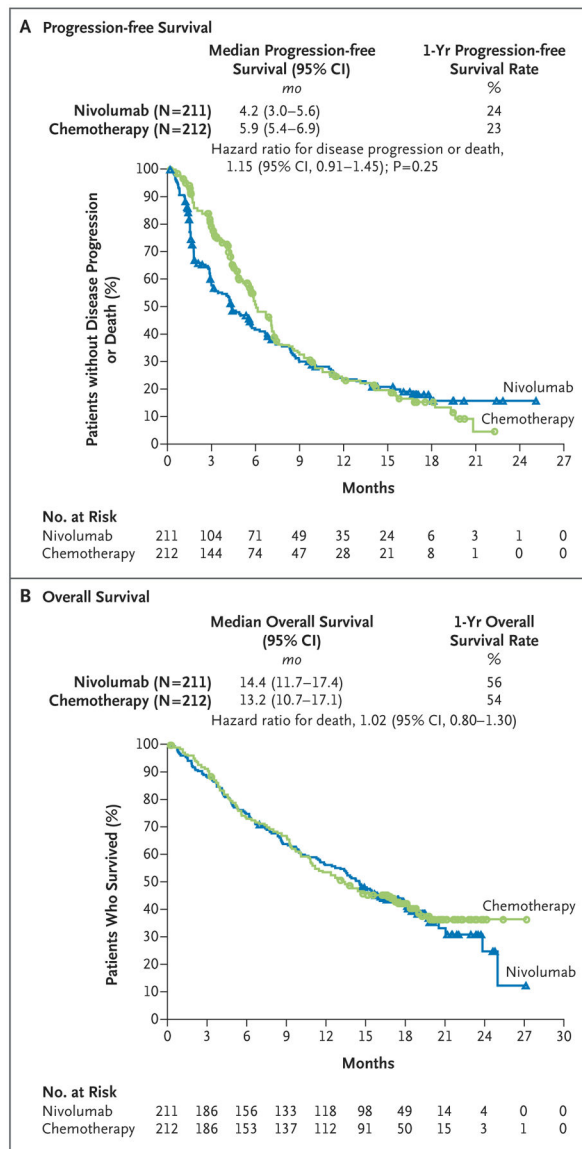 A Progression-free Survival
Median Progression-free Survival (95% CI)
1-Yr Progression-free Survival Rate
mo %
Nivolumab (N=211) 4.2 (3.0–5.6) 24
Chemotherapy (N=212) 5.9 (5.4–6.9) 23
Hazard ratio for disease progression or death,
1.15 (95% CI, 0.91–1.45); P=0.25
Patients without Disease Progression
or Death (%)
100
90
80
70
60
50
40
30
20
10
0
Nivolumab
Chemotherapy
0 3 6 9 12 15 18 21 24 27
Months
No. at Risk
Nivolumab 211 104 71 49 35 24 6 3 1 0
Chemotherapy 212 144 74 47 28 21 8 1 0 0
B Overall Survival
Median Overall Survival
(95% CI)
1-Yr Overall
Survival Rate
mo %
Nivolumab (N=211) 14.4 (11.7–17.4) 56
Chemotherapy (N=212) 13.2 (10.7–17.1) 54
Hazard ratio for death, 1.02 (95% CI, 0.80–1.30)
Patients Who Survived (%)
100
90
80
70
60
50
40
30
20
10
0
Chemotherapy
Nivolumab
0 3 6 9 12 15 18 21 24 27 30
Months
No. at Risk
Nivolumab 211 186 156 133 118 98 49 14 4 0 0
Chemotherapy 212 186 153 137 112 91 50 15 3 1 0